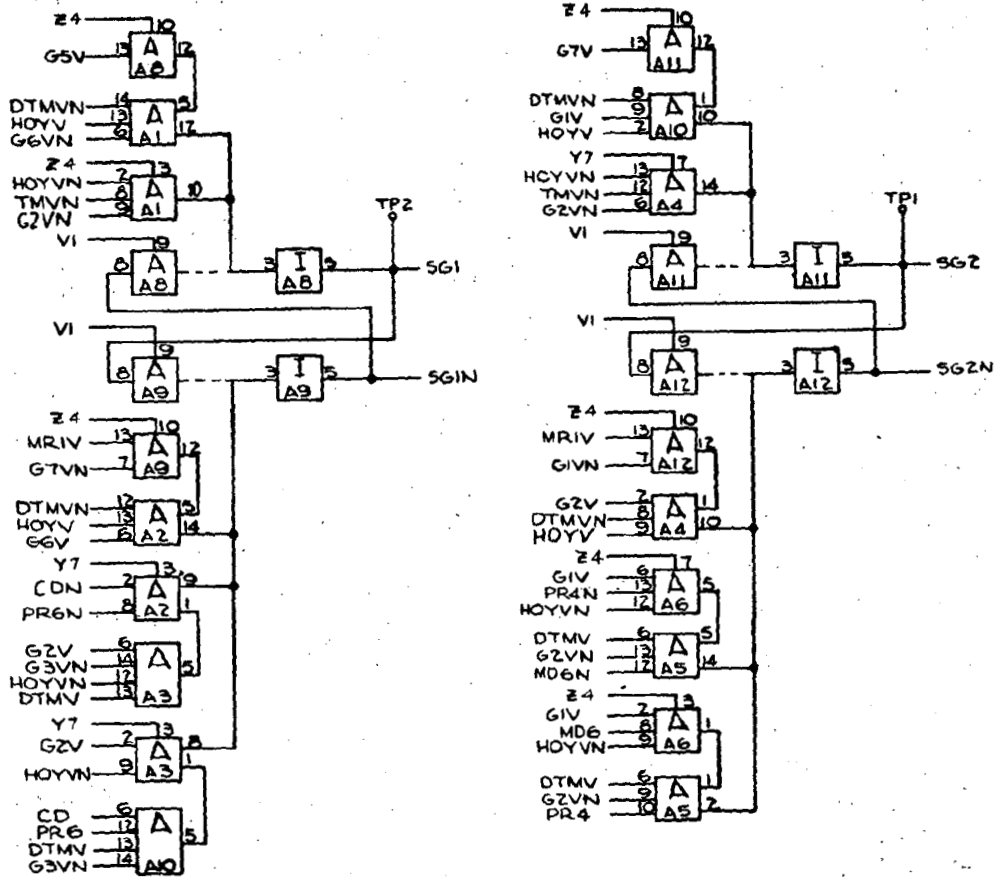 Z4
10
G5V 13 A 12
A8
DTMVN 14 5
HOYV 13 A
G6VN 6 A1 12
Z4
3
HOYVN 2
TMVN 8 A 10
G2VN 9 A1
TP2
V1
9
8 A 3 I 5 SG1
A8 A8
V1
9
8 A 3 I 5 SG1N
A9 A9
Z4
10
MR1V 13 A 12
G7VN 7 A9
DTMVN 12 5
HOYV 13 A 14
G6V 6 A2
Y7
3 9
CDN 2 A 1
PR6N 8 A2
G2V 6
G3VN 14 A
HOYVN 12 5
DTMV 13 A3
Y7
3
G2V 2 A 8
1
HOYVN 9 A3
CD 6
PR6 12 A
DTMV 13 5
G3VN 14 A10
Z4
10
G7V 13 A 12
A11
DTMVN 8 1
G1V 9 A 10
HOYV 2 A10
Y7
7
HCYVN 13
TMVN 12 A 14
G2VN 6 A4
TP1
V1
9
8 A 3 I 5 SG2
A11 A11
V1
9
8 A 3 I 5 SG2N
A12 A12
Z4
10
MR1V 13 A 12
G1VN 7 A12
G2V 2 1
DTMVN 8 A
HOYV 9 A4 10
Z4
7
G1V 6 5
PR4N 13 A
HOYVN 12 A6
DTMV 6 5
G2VN 13 A
MD6N 12 A5 14
Z4
3
G1V 2 1
MD6 8 A
HOYVN 9 A6
DTMV 6 1
G2VN 9 A
PR4 10 A5 2